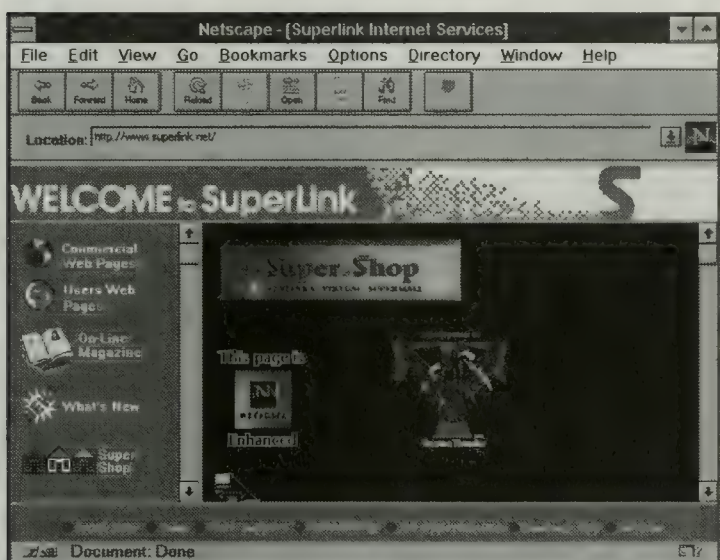 Netscape - [Superlink Internet Services]
File Edit View Go Bookmarks Options Directory Window Help
Back Forward Home Reload Open Find
Location: http://www.superlink.net/
WELCOME to SuperLink S
Commercial
Web Pages
Users Web
Pages
On-Line
Magazine
What's New
Super
Shop
Super Shop
This page is
N
NETSCAPE
Enhanced
Document: Done